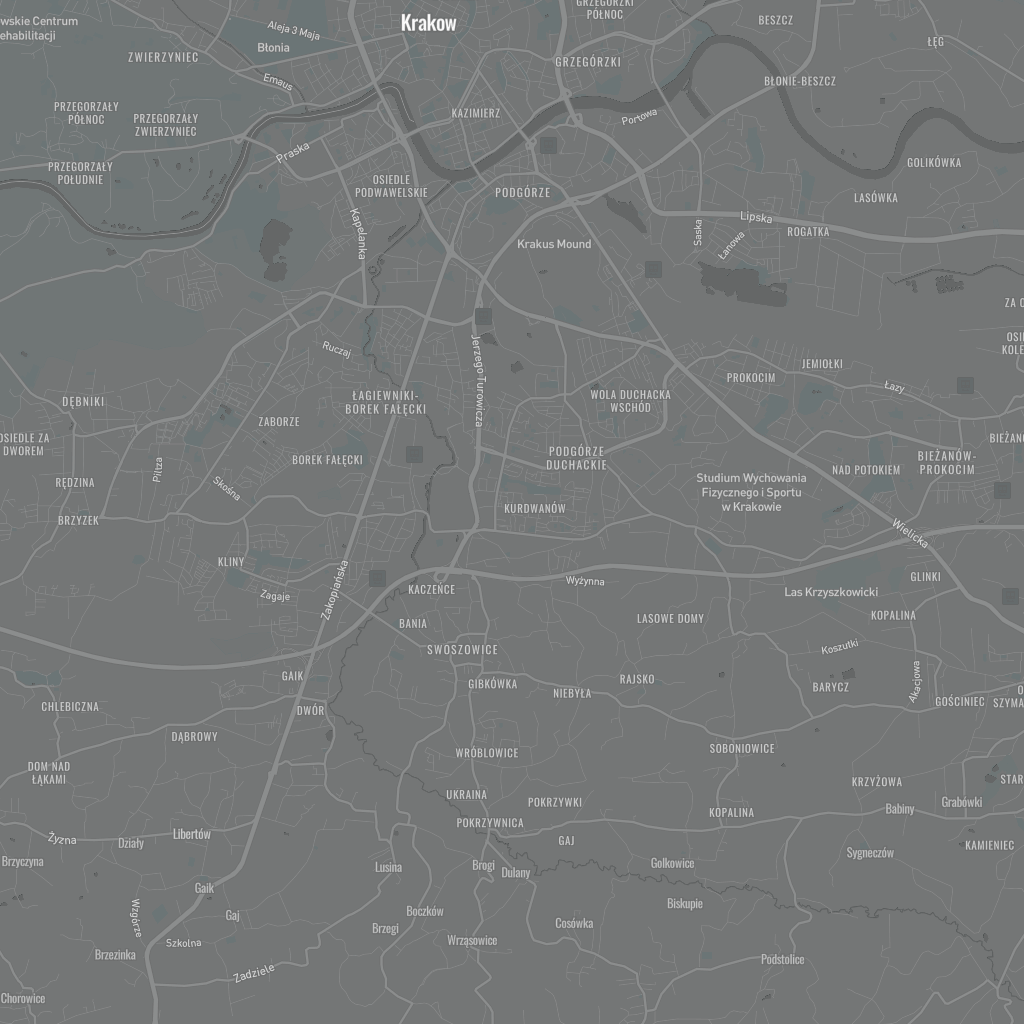 Krakow
GRZEGÓRZKI
PÓŁNOC
BESZCZ
wskie Centrum
ehabilitacji
Aleja 3 Maja
Błonia
ŁĘG
ZWIERZYNIEC
GRZEGÓRZKI
Emaus
BŁONIE-BESZCZ
PRZEGORZAŁY
PÓŁNOC
KAZIMIERZ
Portowa
PRZEGORZAŁY
ZWIERZYNIEC
Praska
GOLIKÓWKA
PRZEGORZAŁY
POŁUDNIE
OSIEDLE
PODWAWELSKIE
PODGÓRZE
LASÓWKA
Kapelanka
Lipska
Saska
ROGATKA
Krakus Mound
Łanowa
ZA C
Ruczaj
OSI
KOLE
Jerzego Turowicza
JEMIOŁKI
PROKOCIM
Łazy
DĘBNIKI
ŁAGIEWNIKI-
BOREK FAŁĘCKI
WOLA DUCHACKA
WSCHÓD
ZABORZE
OSIEDLE ZA
DWOREM
BIEŻANÓ
PODGÓRZE
DUCHACKIE
BIEŻANÓW-
PROKOCIM
BOREK FAŁĘCKI
Piltza
NAD POTOKIEM
RĘDZINA
Skośna
Studium Wychowania
Fizycznego i Sportu
w Krakowie
KURDWANÓW
BRZYZEK
Wielicka
KLINY
GLINKI
Zakopiańska
KACZEŃCE
Wyżynna
Zagaje
Las Krzyszkowicki
KOPALINA
BANIA
LASOWE DOMY
SWOSZOWICE
Koszutki
GAIK
GIBKÓWKA
RAJSKO
NIEBYŁA
BARYCZ
Akacjowa
CHLEBICZNA
DWÓR
GOŚCINIEC
O
SZYMA
DĄBROWY
WRÓBLOWICE
SOBONIOWICE
DOM NAD
ŁĄKAMI
KRZYŻOWA
STAR
UKRAINA
POKRZYWKI
Grabówki
Babiny
KOPALINA
POKRZYWNICA
Żyzna
Działy
Libertów
GAJ
KAMIENIEC
Brzyczyna
Sygneczów
Lusina
Brogi
Dulany
Golkowice
Gaik
Biskupie
Wzgórze
Gaj
Boczków
Cosówka
Brzegi
Szkolna
Wrząsowice
Brzezinka
Podstolice
Zadziele
Chorowice